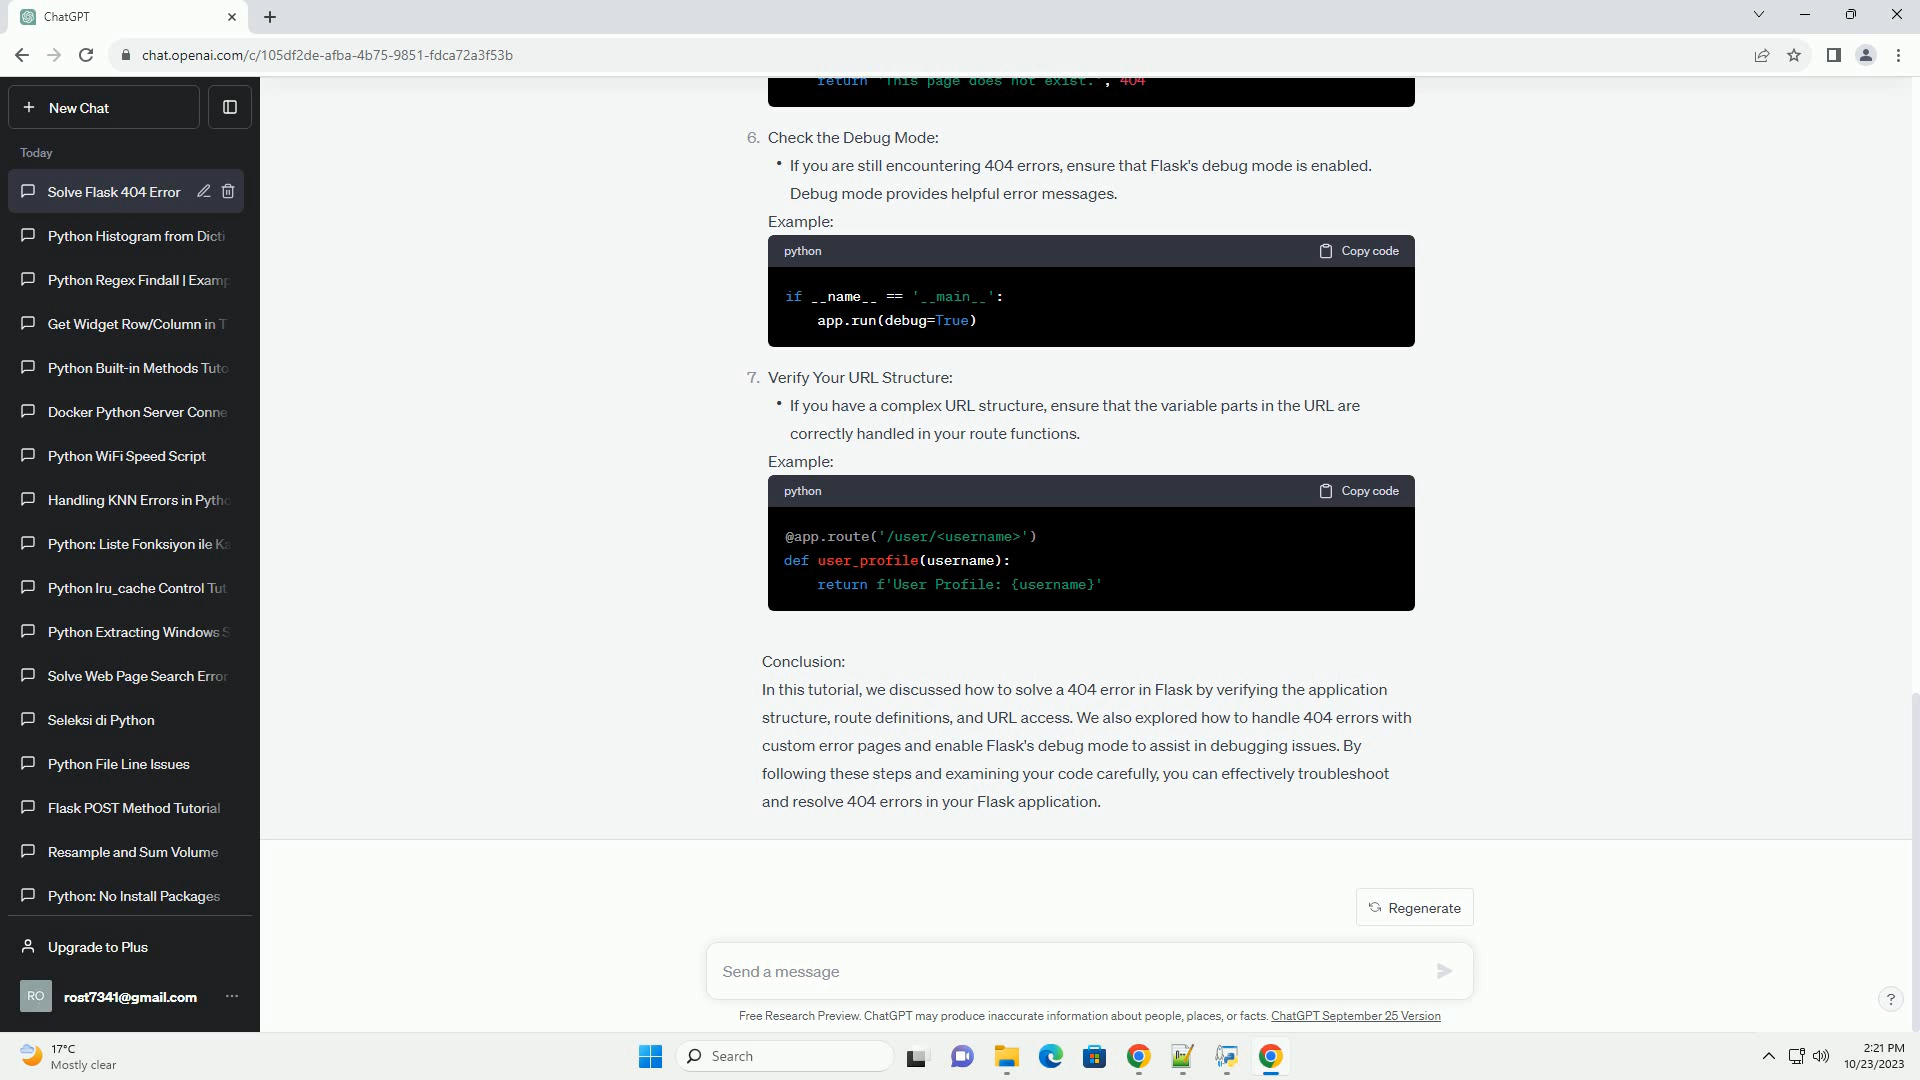 ChatGPT
chat.openai.com/c/105df2de-afba-4b75-9851-fdca72a3f53b
New Chat
Today
Solve Flask 404 Error
Python Histogram from Dicti
Python Regex Findall | Examp
Get Widget Row/Column in T
Python Built-in Methods Tuto
Docker Python Server Conne
Python WiFi Speed Script
Handling KNN Errors in Pytho
Python: Liste Fonksiyon ile Ka
Python lru_cache Control Tut
Python Extracting Windows S
Solve Web Page Search Error
Seleksi di Python
Python File Line Issues
Flask POST Method Tutorial
Resample and Sum Volume
Python: No Install Packages
Upgrade to Plus
RO rost7341@gmail.com
return 'This page does not exist.', 404
6. Check the Debug Mode:
• If you are still encountering 404 errors, ensure that Flask's debug mode is enabled.
Debug mode provides helpful error messages.
Example:
python Copy code
if __name__ == '__main__':
app.run(debug=True)
7. Verify Your URL Structure:
• If you have a complex URL structure, ensure that the variable parts in the URL are
correctly handled in your route functions.
Example:
python Copy code
@app.route('/user/<username>')
def user_profile(username):
return f'User Profile: {username}'
Conclusion:
In this tutorial, we discussed how to solve a 404 error in Flask by verifying the application
structure, route definitions, and URL access. We also explored how to handle 404 errors with
custom error pages and enable Flask's debug mode to assist in debugging issues. By
following these steps and examining your code carefully, you can effectively troubleshoot
and resolve 404 errors in your Flask application.
Regenerate
Send a message
Free Research Preview. ChatGPT may produce inaccurate information about people, places, or facts. ChatGPT September 25 Version
?
17°C
Mostly clear
Search
2:21 PM
10/23/2023